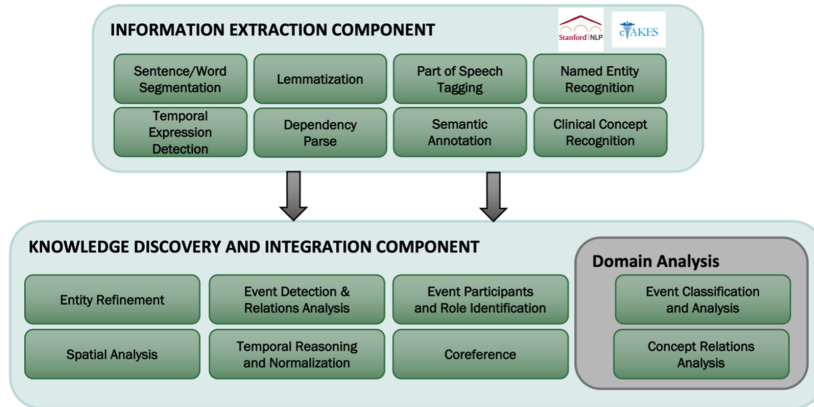 INFORMATION EXTRACTION COMPONENT
Stanford NLP
cTAKES
Sentence/Word
Segmentation
Lemmatization
Part of Speech
Tagging
Named Entity
Recognition
Temporal
Expression
Detection
Dependency
Parse
Semantic
Annotation
Clinical Concept
Recognition
KNOWLEDGE DISCOVERY AND INTEGRATION COMPONENT
Entity Refinement
Event Detection &
Relations Analysis
Event Participants
and Role Identification
Spatial Analysis
Temporal Reasoning
and Normalization
Coreference
Domain Analysis
Event Classification
and Analysis
Concept Relations
Analysis